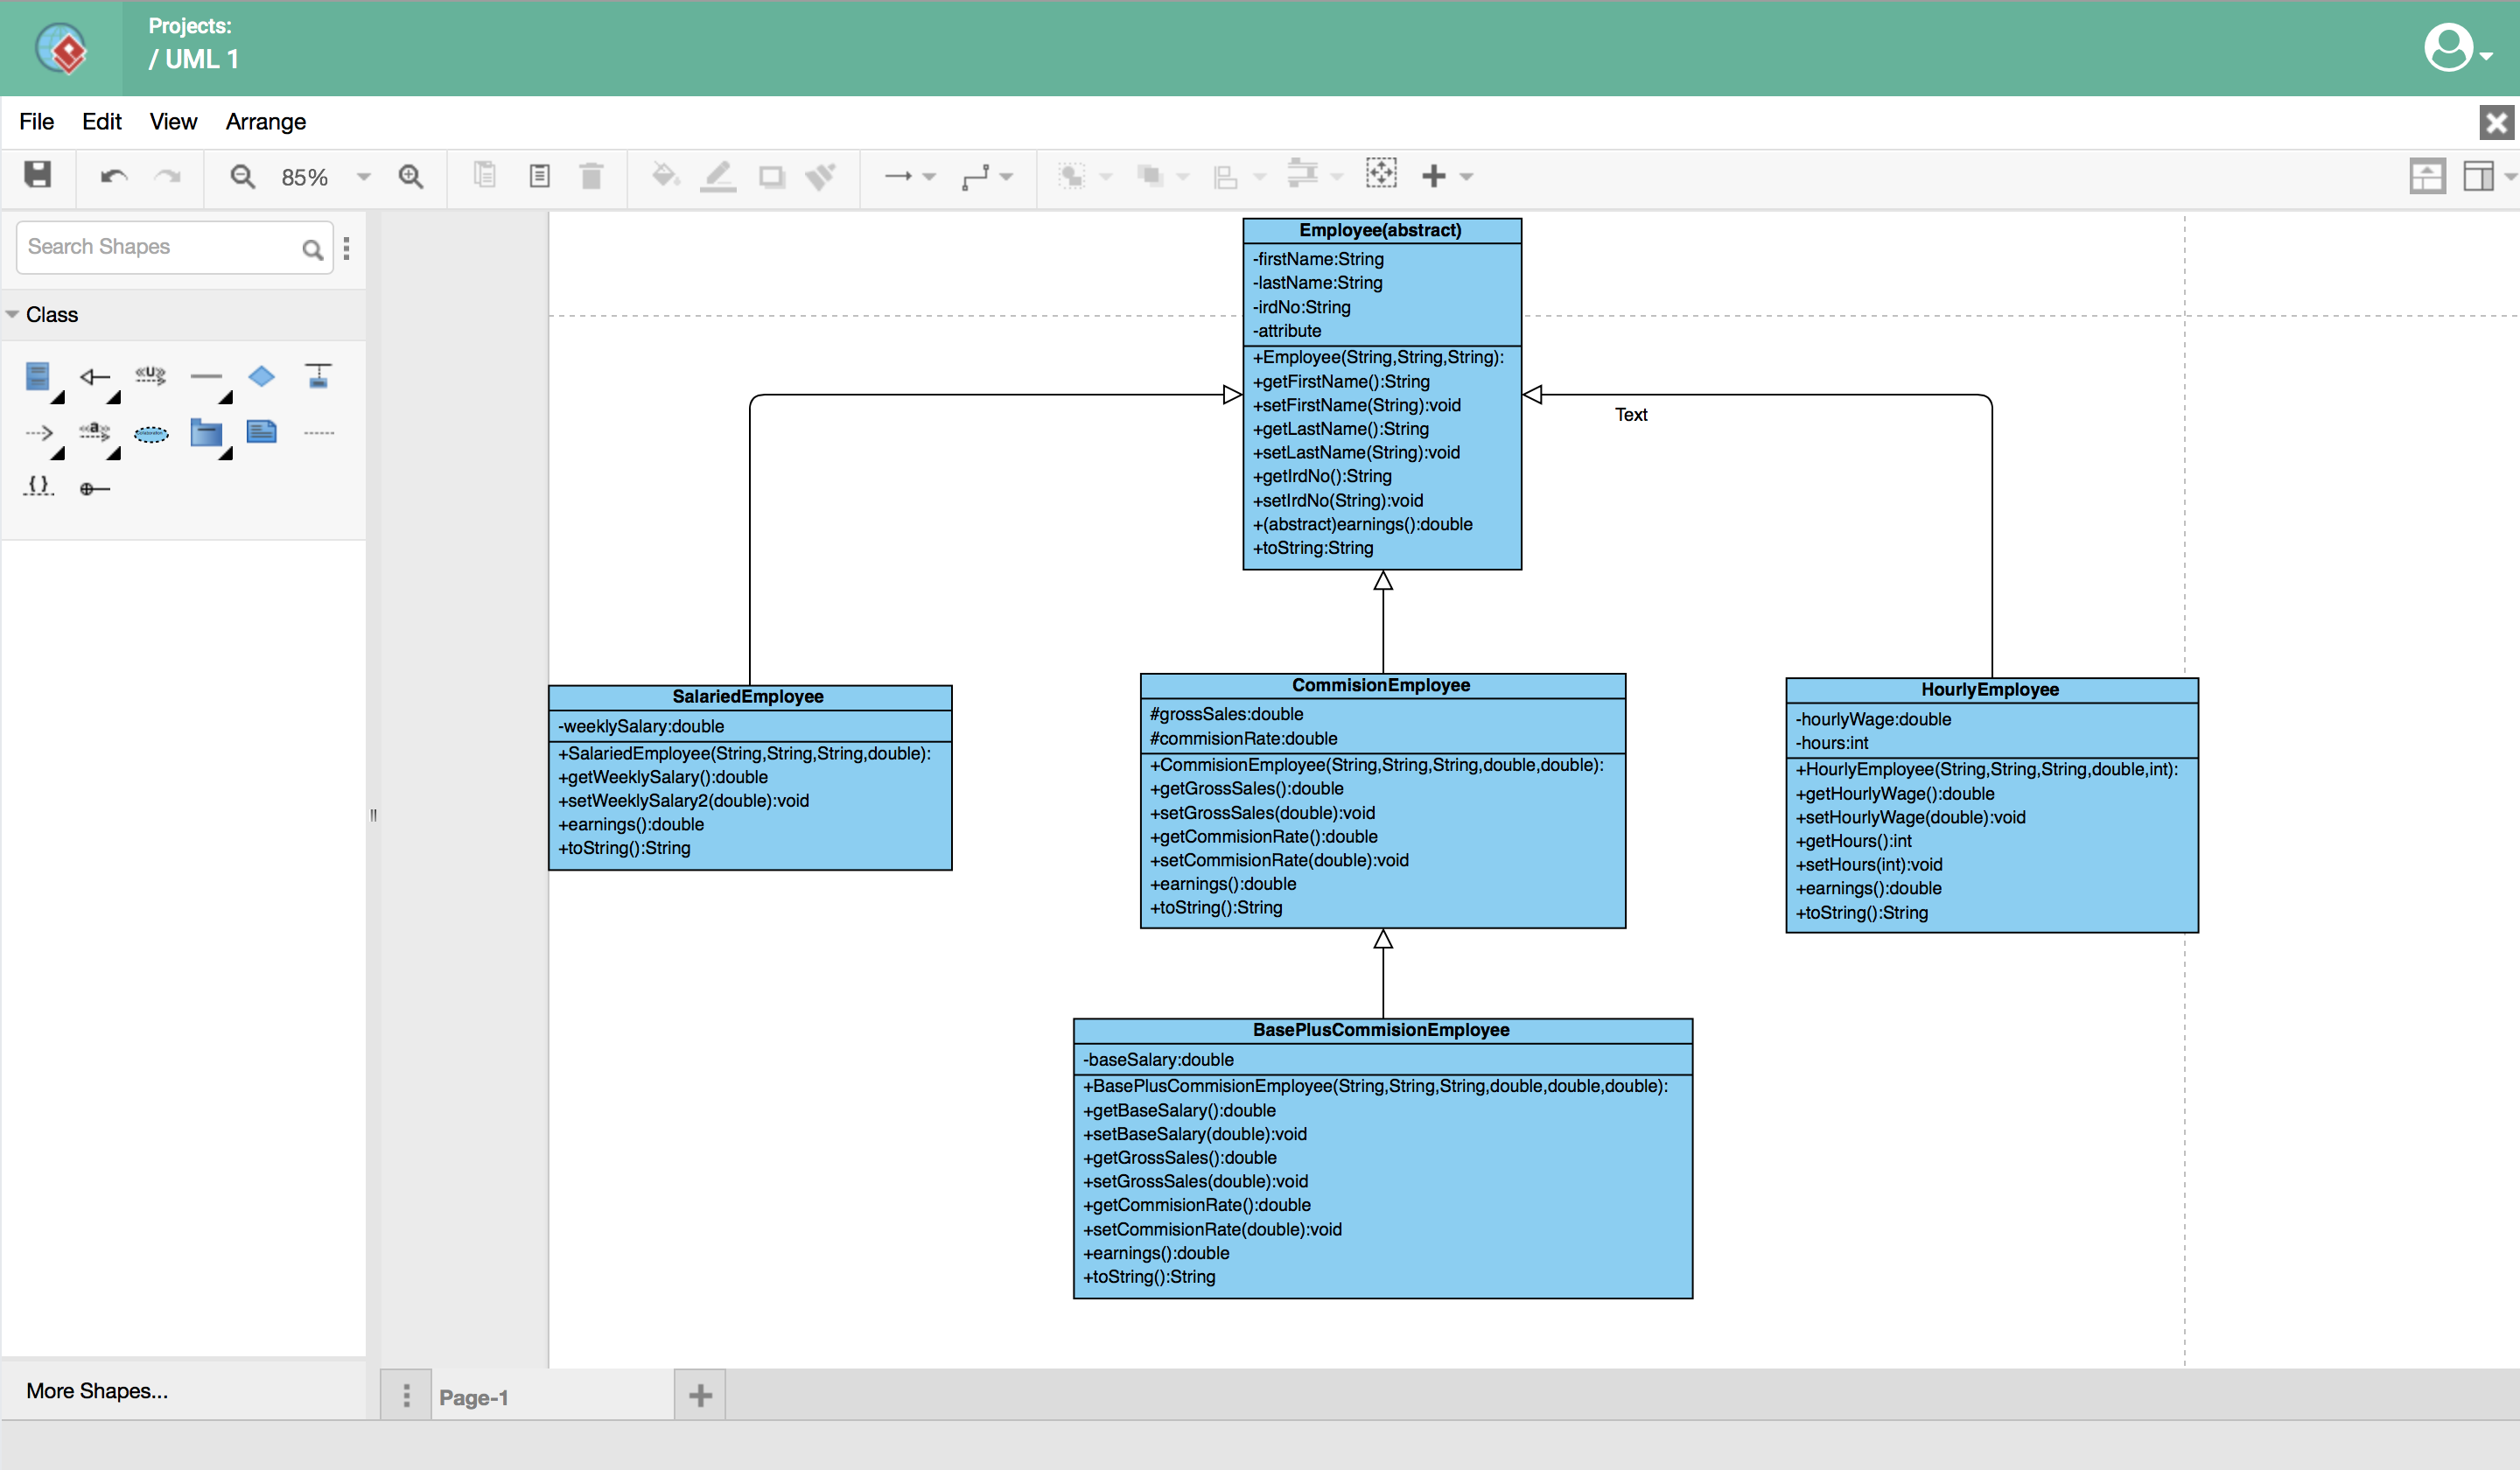 Projects:
/ UML 1
File Edit View Arrange
85%
Search Shapes
Class
«U»
«a»
{ }
More Shapes...
Page-1
Employee(abstract)
-firstName:String
-lastName:String
-irdNo:String
-attribute
+Employee(String,String,String):
+getFirstName():String
+setFirstName(String):void
+getLastName():String
+setLastName(String):void
+getIrdNo():String
+setIrdNo(String):void
+(abstract)earnings():double
+toString:String
Text
SalariedEmployee
-weeklySalary:double
+SalariedEmployee(String,String,String,double):
+getWeeklySalary():double
+setWeeklySalary2(double):void
+earnings():double
+toString():String
CommisionEmployee
#grossSales:double
#commisionRate:double
+CommisionEmployee(String,String,String,double,double):
+getGrossSales():double
+setGrossSales(double):void
+getCommisionRate():double
+setCommisionRate(double):void
+earnings():double
+toString():String
HourlyEmployee
-hourlyWage:double
-hours:int
+HourlyEmployee(String,String,String,double,int):
+getHourlyWage():double
+setHourlyWage(double):void
+getHours():int
+setHours(int):void
+earnings():double
+toString():String
BasePlusCommisionEmployee
-baseSalary:double
+BasePlusCommisionEmployee(String,String,String,double,double,double):
+getBaseSalary():double
+setBaseSalary(double):void
+getGrossSales():double
+setGrossSales(double):void
+getCommisionRate():double
+setCommisionRate(double):void
+earnings():double
+toString():String